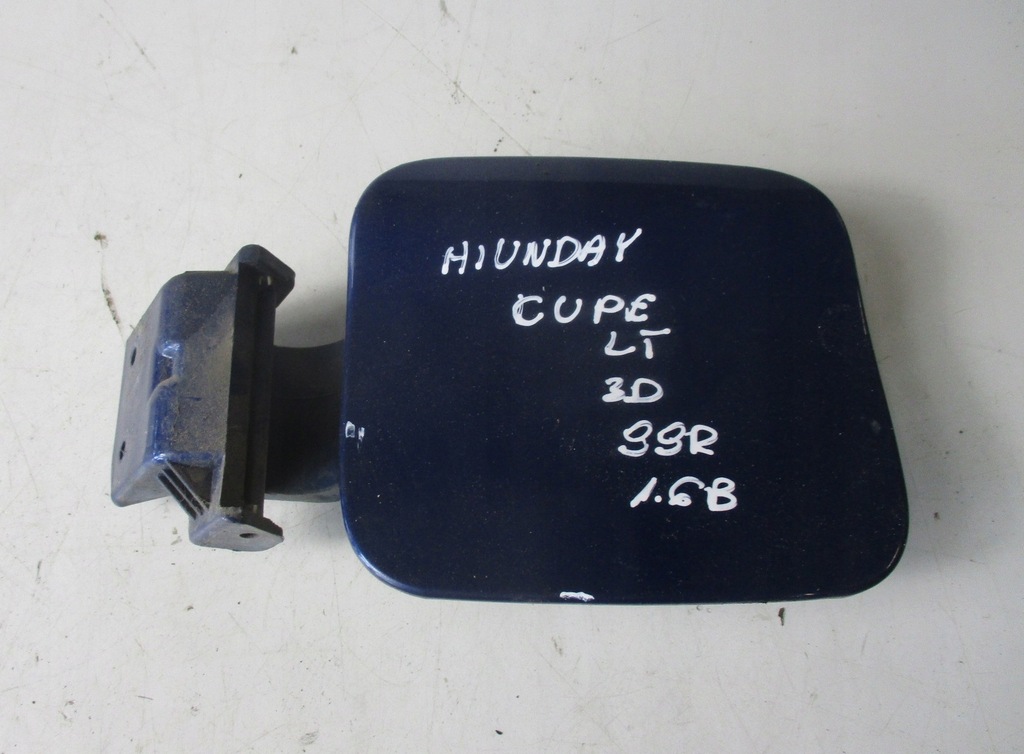 HIUNDAY
CUPE
LT
3D
99R
1.6B